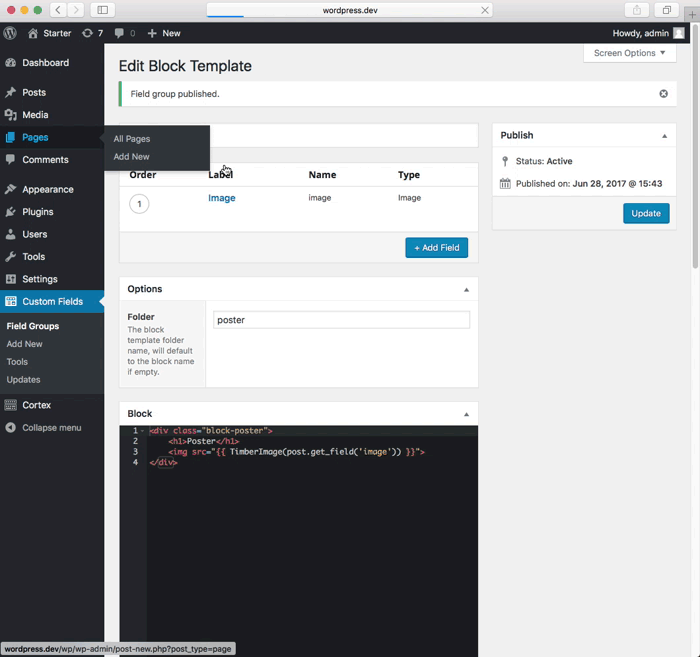 wordpress.dev
Starter
7
0
New
Howdy, admin
Screen Options ▼
Dashboard
Posts
Media
Pages
Comments
Appearance
Plugins
Users
Tools
Settings
Custom Fields
Field Groups
Add New
Tools
Updates
Cortex
Collapse menu
All Pages
Add New
Edit Block Template
Field group published.
Order Label Name Type
1 Image image Image
+ Add Field
Publish
Status: Active
Published on: Jun 28, 2017 @ 15:43
Update
Options
Folder
The block
template folder
name, will default
to the block name
if empty.
poster
Block
1 <div class="block-poster">
2 <h1>Poster</h1>
3 <img src="{{ TimberImage(post.get_field('image')) }}">
4 </div>
wordpress.dev/wp/wp-admin/post-new.php?post_type=page